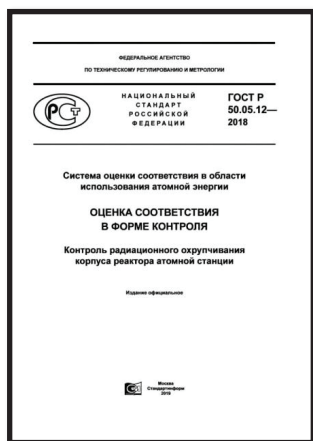 ФЕДЕРАЛЬНОЕ АГЕНТСТВО
ПО ТЕХНИЧЕСКОМУ РЕГУЛИРОВАНИЮ И МЕТРОЛОГИИ
НАЦИОНАЛЬНЫЙ
СТАНДАРТ
РОССИЙСКОЙ
ФЕДЕРАЦИИ
ГОСТ Р
50.05.12—
2018
Система оценки соответствия в области
использования атомной энергии
ОЦЕНКА СООТВЕТСТВИЯ
В ФОРМЕ КОНТРОЛЯ
Контроль радиационного охрупчивания
корпуса реактора атомной станции
Издание официальное
Москва
Стандартинформ
2018